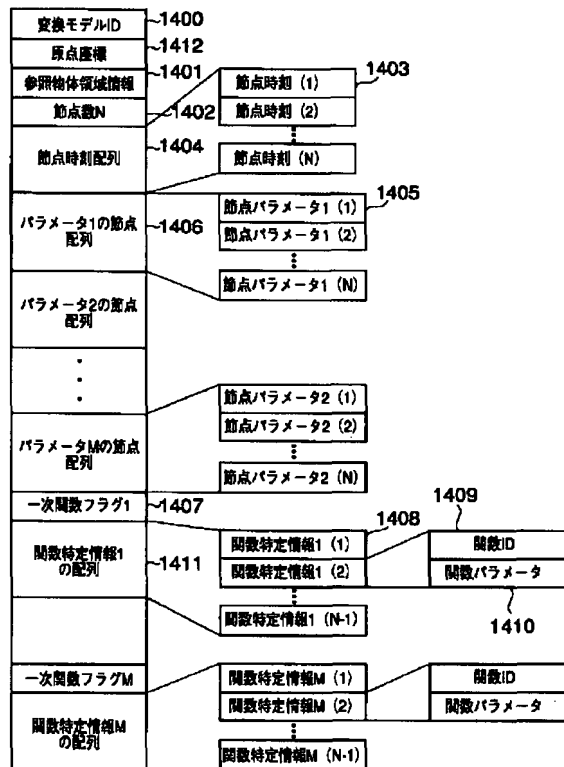 変換モデルID
1400
原点座標
1412
参照物体領域情報
1401
節点数N
1402
節点時刻配列
1404
節点時刻 (1)
1403
節点時刻 (2)
節点時刻 (N)
パラメータ1の節点
配列
1406
節点パラメータ1 (1)
1405
節点パラメータ1 (2)
節点パラメータ1 (N)
パラメータ2の節点
配列
パラメータMの節点
配列
節点パラメータ2 (1)
節点パラメータ2 (2)
節点パラメータ2 (N)
一次関数フラグ1
1407
関数特定情報1
の配列
1411
関数特定情報1 (1)
1408
関数特定情報1 (2)
関数特定情報1 (N-1)
1409
関数ID
関数パラメータ
1410
一次関数フラグM
関数特定情報M
の配列
関数特定情報M (1)
関数特定情報M (2)
関数特定情報M (N-1)
関数ID
関数パラメータ